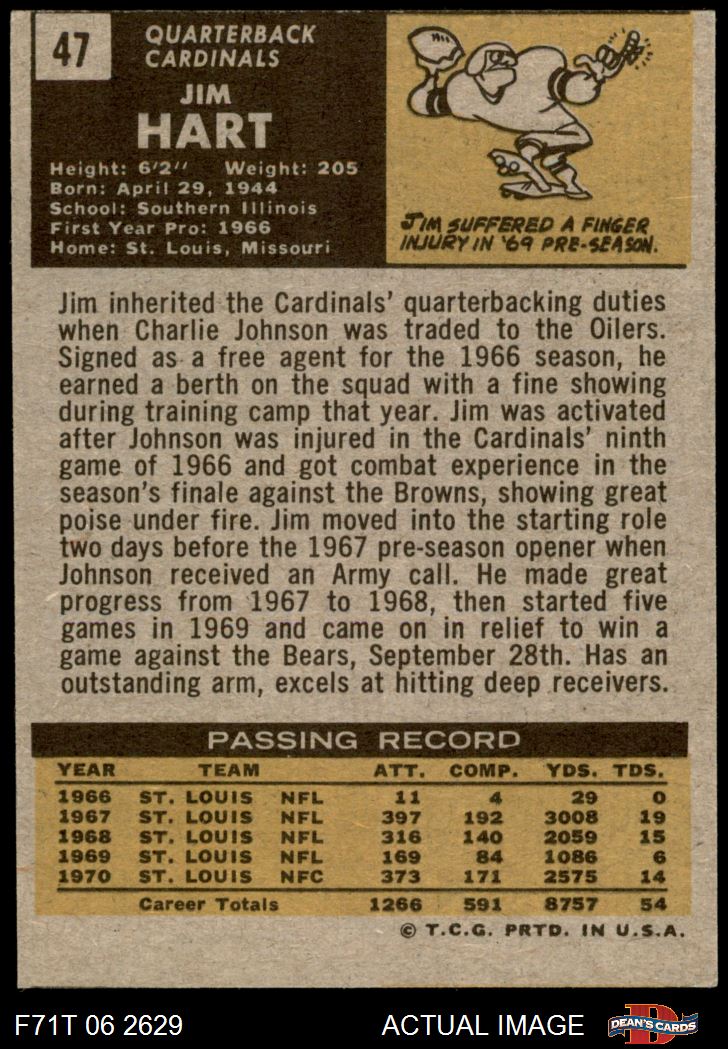 47
QUARTERBACK
CARDINALS
JIM
HART
Height: 6'2" Weight: 205
Born: April 29, 1944
School: Southern Illinois
First Year Pro: 1966
Home: St. Louis, Missouri
JIM SUFFERED A FINGER
INJURY IN '69 PRE-SEASON.
Jim inherited the Cardinals' quarterbacking duties
when Charlie Johnson was traded to the Oilers.
Signed as a free agent for the 1966 season, he
earned a berth on the squad with a fine showing
during training camp that year. Jim was activated
after Johnson was injured in the Cardinals' ninth
game of 1966 and got combat experience in the
season's finale against the Browns, showing great
poise under fire. Jim moved into the starting role
two days before the 1967 pre-season opener when
Johnson received an Army call. He made great
progress from 1967 to 1968, then started five
games in 1969 and came on in relief to win a
game against the Bears, September 28th. Has an
outstanding arm, excels at hitting deep receivers.
PASSING RECORD
YEAR TEAM ATT. COMP. YDS. TDS.
1966 ST. LOUIS NFL 11 4 29 0
1967 ST. LOUIS NFL 397 192 3008 19
1968 ST. LOUIS NFL 316 140 2059 15
1969 ST. LOUIS NFL 169 84 1086 6
1970 ST. LOUIS NFC 373 171 2575 14
Career Totals 1266 591 8757 54
© T.C.G. PRTD. IN U.S.A.
F71T 06 2629 ACTUAL IMAGE
D
DEAN'S CARDS